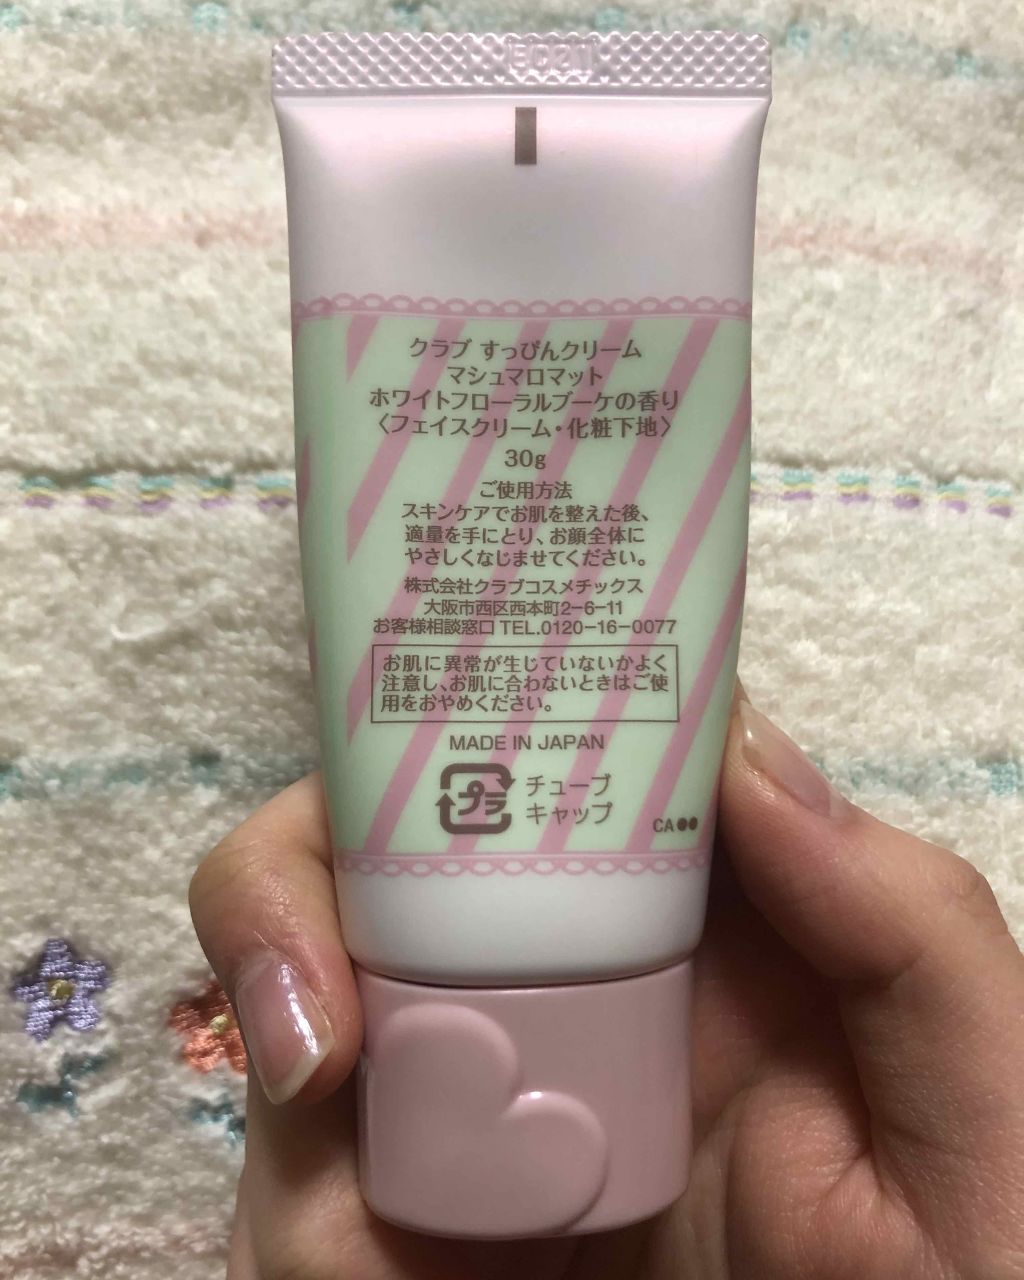 クラブ すっぴんクリーム
マシュマロマット
ホワイトフローラルブーケの香り
〈フェイスクリーム・化粧下地〉
30g
ご使用方法
スキンケアでお肌を整えた後、
適量を手にとり、お顔全体に
やさしくなじませてください。
株式会社クラブコスメチックス
大阪市西区西本町2-6-11
お客様相談窓口 TEL.0120-16-0077
お肌に異常が生じていないかよく
注意し、お肌に合わないときはご使
用をおやめください。
MADE IN JAPAN
プラ
チューブ
キャップ
CA●●